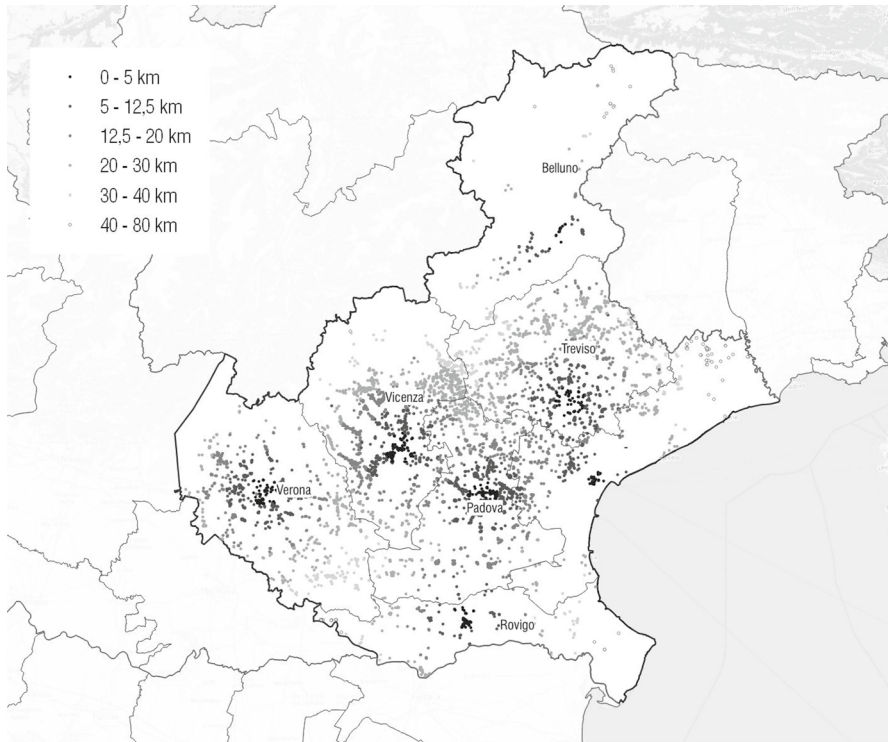 0 - 5 km
5 - 12,5 km
12,5 - 20 km
20 - 30 km
30 - 40 km
40 - 80 km
Belluno
Treviso
Vicenza
Verona
Padova
Rovigo